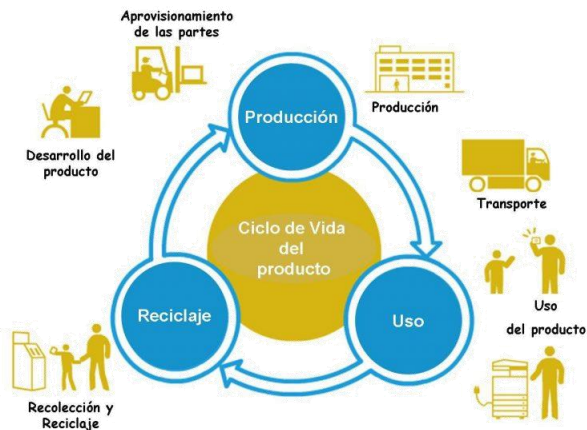 Aprovisionamiento
de las partes
Producción
Producción
Desarrollo del
producto
Transporte
Ciclo de Vida
del
producto
Reciclaje
Uso
Uso
del producto
Recolección y
Reciclaje